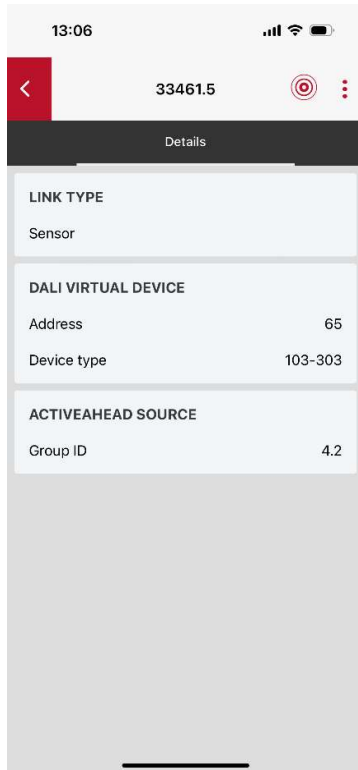 13:06
33461.5
Details
LINK TYPE
Sensor
DALI VIRTUAL DEVICE
Address 65
Device type 103-303
ACTIVEAHEAD SOURCE
Group ID 4.2